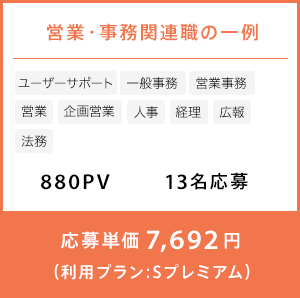 営業・事務関連職の一例
ユーザーサポート 一般事務 営業事務
営業 企画営業 人事 経理 広報
法務
880PV 13名応募
応募単価 7,692円
(利用プラン:Sプレミアム)